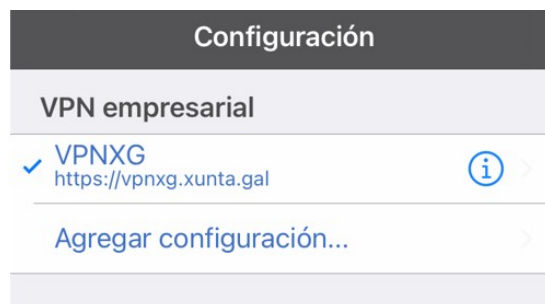 Configuración
VPN empresarial
VPNXG
https://vpnxg.xunta.gal
Agregar configuración...